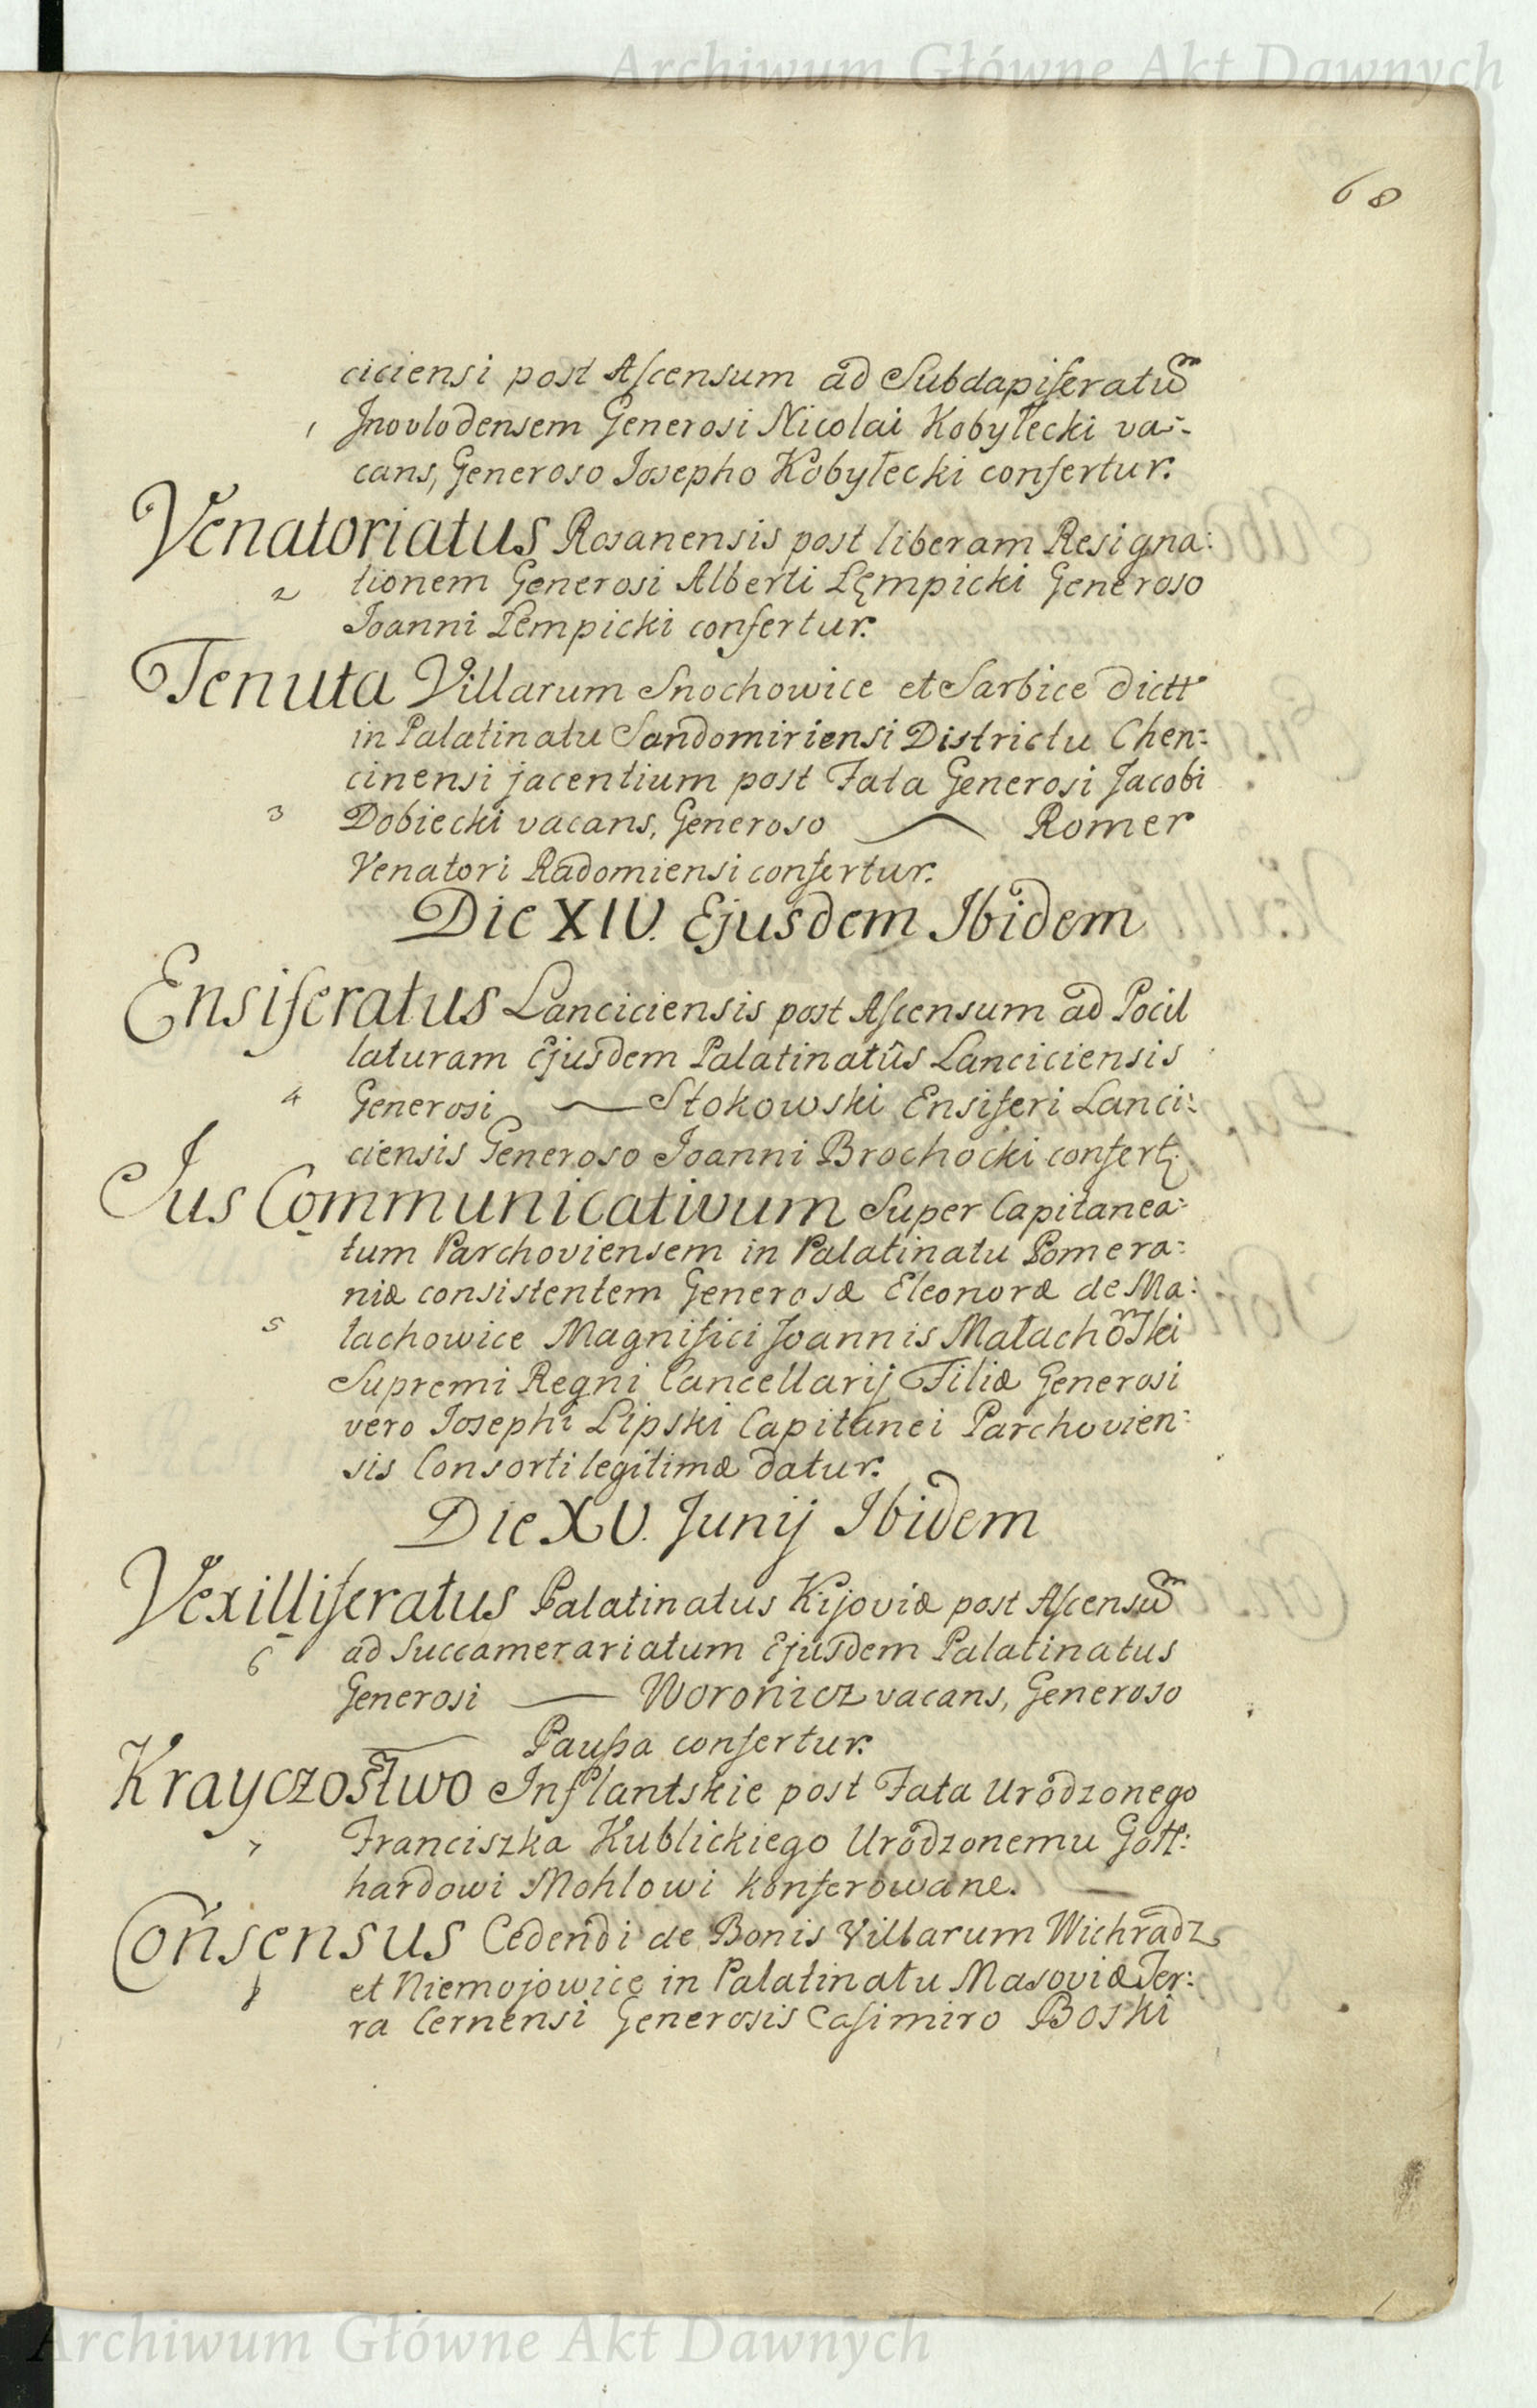 Archiwum Główne Akt Dawnych
68
ciciensi post Ascensum ad Subdapiferatũ
1 Inovlodensem Generosi Nicolai Kobyłecki va=
cans, Generoso Josepho Kobyłecki confertur.
Venatoriatus Rosanensis post liberam Resigna:
2 tionem Generosi Alberti Lęmpicki Generoso
Joanni Lempicki confertur.
Tenuta Villarum Snochowice et Sarbice dictt
in Palatinatu Sandomiriensi Districtu Chen:
cinensi jacentium post Fata Generosi Jacobi
3 Dobiecki vacans, Generoso — Romer
Venatori Radomiensi confertur.
Die XIV. Ejusdem Ibidem
Ensiferatus Lanciciensis post Ascensum ad Pocil
laturam Ejusdem Palatinatûs Lanciciensis
4 Generosi — Stokowski Ensiferi Lanci:
ciensis Generoso Joanni Brochocki confert.
Jus Communicativum Super Capitanea:
tum Parchoviensem in Palatinatu Pomera:
niæ consistentem Generosæ Eleonoræ de Ma:
5 łachowice Magnifici Joannis Małachowski
Supremi Regni Cancellarij Filiæ Generosi
vero Josephi Lipski Capitanei Parchovien:
sis Consorti legitimæ datur.
Die XV. Junij Ibidem
Vexilliferatus Palatinatus Kijoviæ post Ascensũ
6 ad Succamerariatum Ejusdem Palatinatus
Generosi — Woronicz vacans, Generoso
— Paußa confertur.
Krayczostwo Inflantskie post Fata Urodzonego
7 Franciszka Kublickiego Urodzonemu Gott:
hardowi Mohlowi konferowane.
Consensus Cedendi de Bonis Villarum Wichradz
8 et Niemojowice in Palatinatu Masoviæ Ter:
ra Cernensi Generosis Casimiro Boski
Archiwum Główne Akt Dawnych